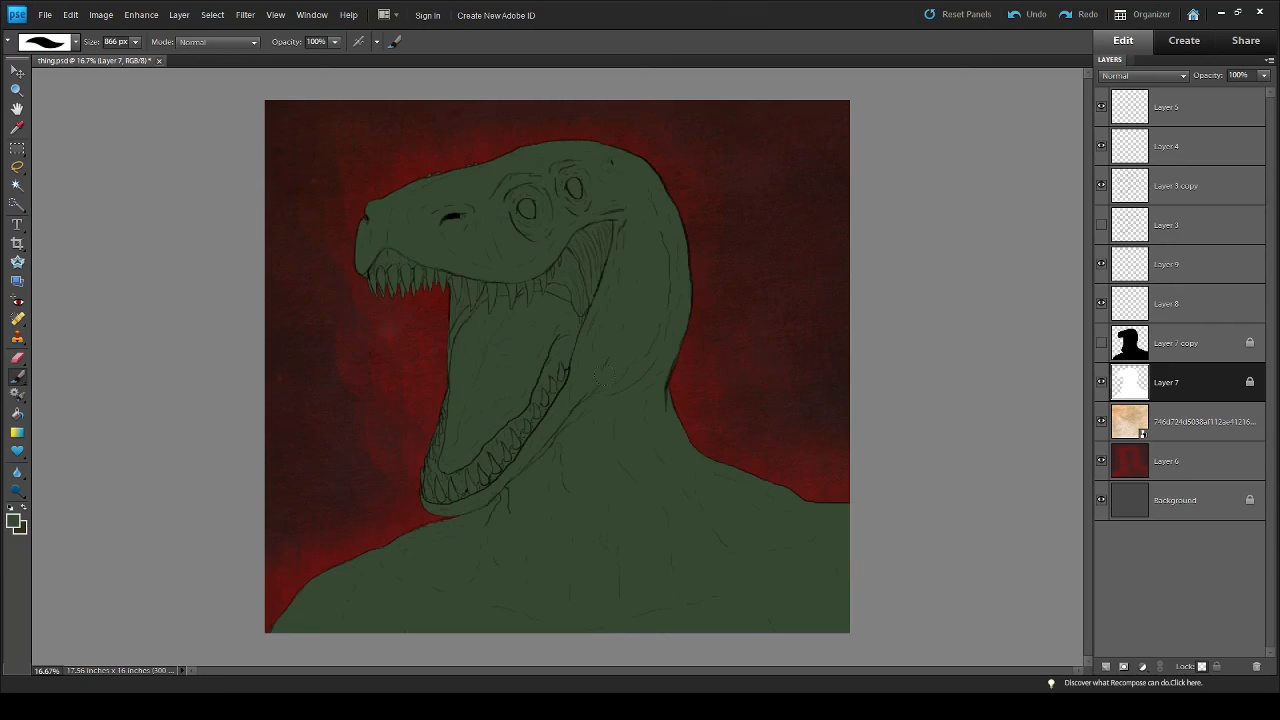 pse File Edit Image Enhance Layer Select Filter View Window Help Sign In Create New Adobe ID Reset Panels Undo Redo Organizer
Size: 866 px Mode: Normal Opacity: 100% Edit Create Share
thing.psd @ 16.7% (Layer 7, RGB/8) * ×
LAYERS
Normal Opacity: 100%
Layer 5
Layer 4
Layer 3 copy
Layer 3
Layer 9
Layer 8
Layer 7 copy
Layer 7
746d724d5038af112ae41216...
Layer 6
Background
16.67% 17.56 inches x 16 inches (300 ... Lock:
Discover what Recompose can do.Click here.